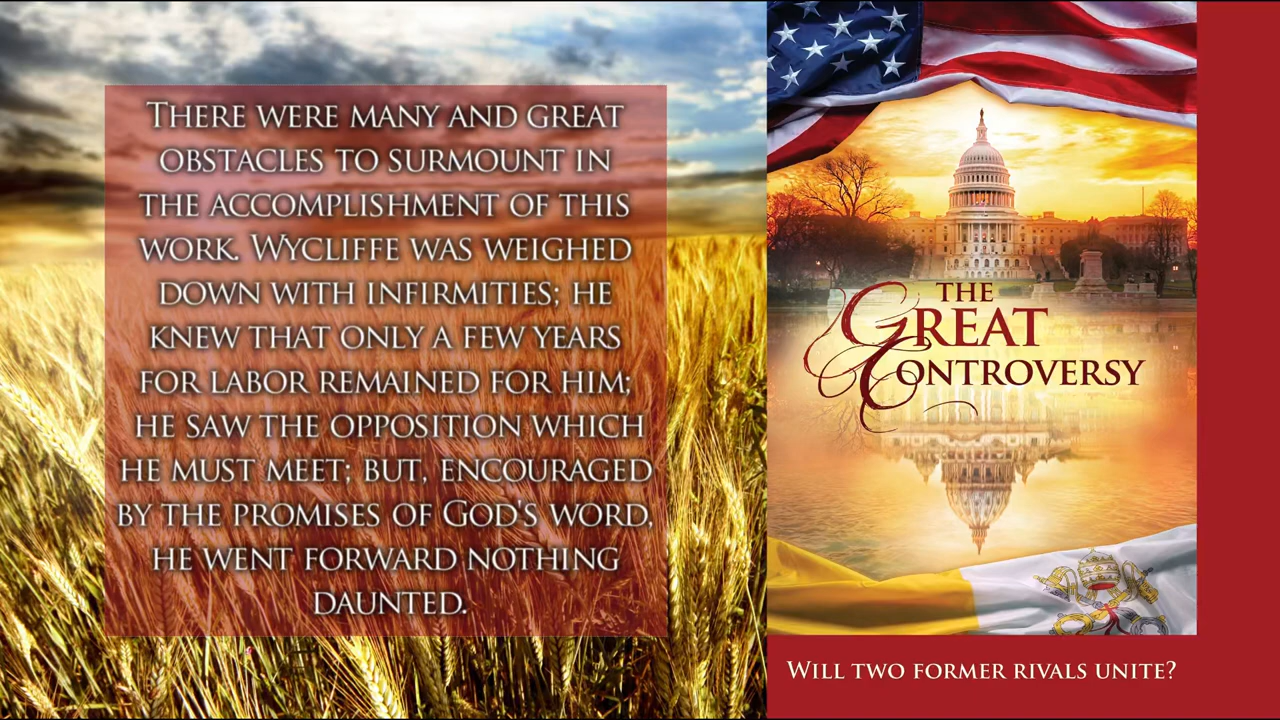 There were many and great
obstacles to surmount in
the accomplishment of this
work. Wycliffe was weighed
down with infirmities; he
knew that only a few years
for labor remained for him;
he saw the opposition which
he must meet; but, encouraged
by the promises of God's word,
he went forward nothing
daunted.
The
Great
Controversy
Will two former rivals unite?